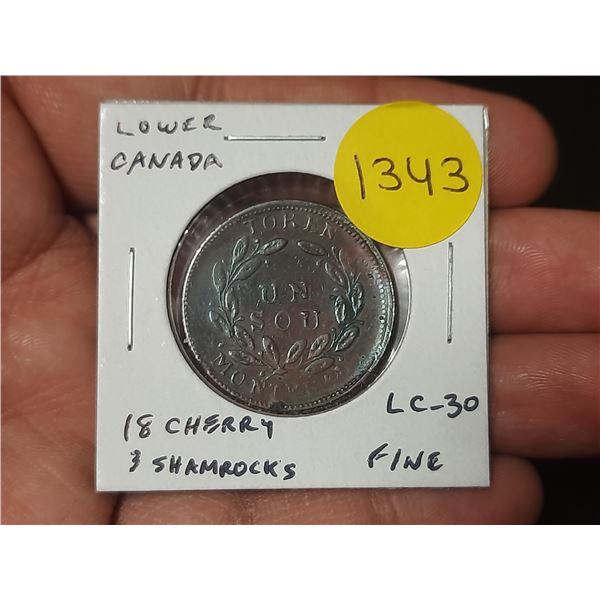 LOWER
CANADA
1343
TOKEN
UN
SOU
18 CHERRY
3 SHAMROCKS
LC-30
FINE